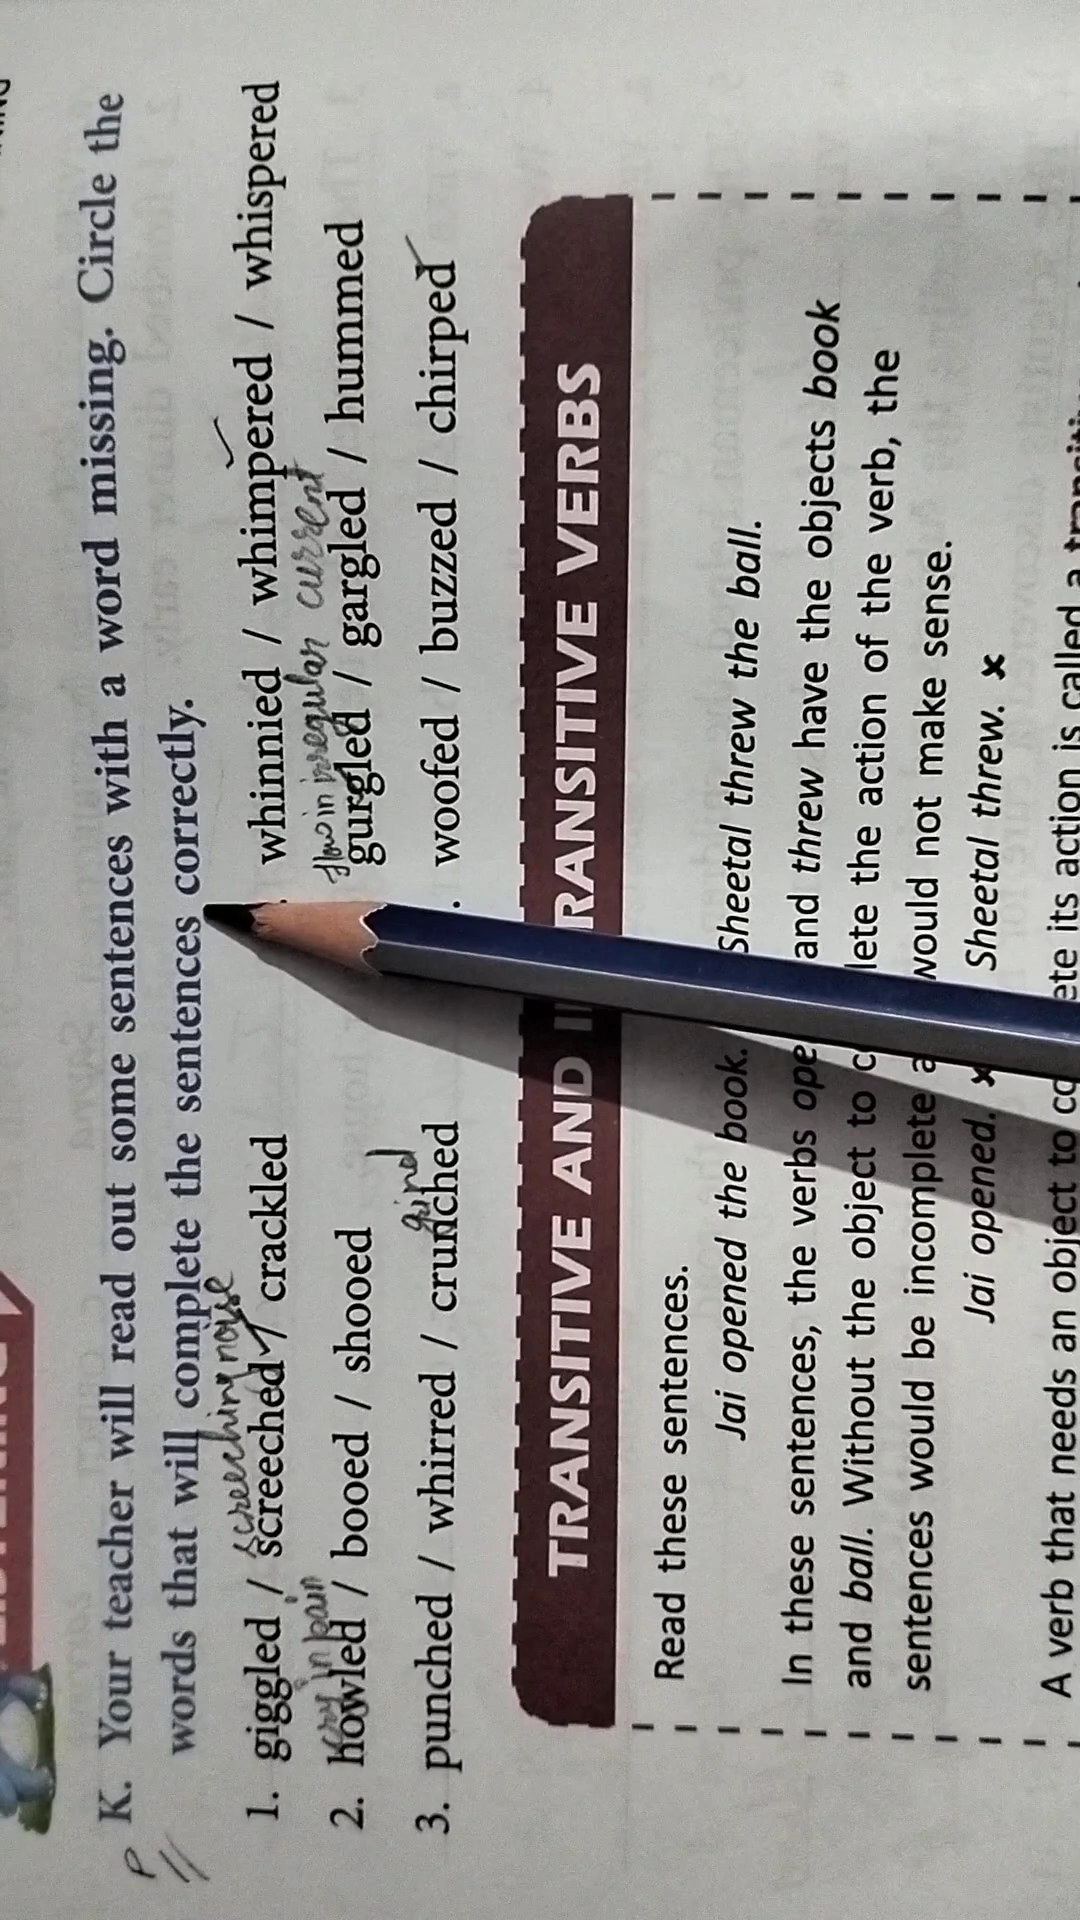 K. Your teacher will read out some sentences with a word missing. Circle the
words that will complete the sentences correctly.
screeching noise
1. giggled / screeched / crackled
whinnied / whimpered / whispered
cry in pain
flow in irregular current
2. howled / booed / shooed
gurgled / gargled / hummed
grind
3. punched / whirred / crunched
woofed / buzzed / chirped
TRANSITIVE AND RANSITIVE VERBS
Read these sentences.
Jai opened the book. Sheetal threw the ball.
In these sentences, the verbs ope and threw have the objects book
and ball. Without the object to c lete the action of the verb, the
sentences would be incomplete a would not make sense.
Jai opened. × Sheetal threw. ×
A verb that needs an object to co ete its action is called a